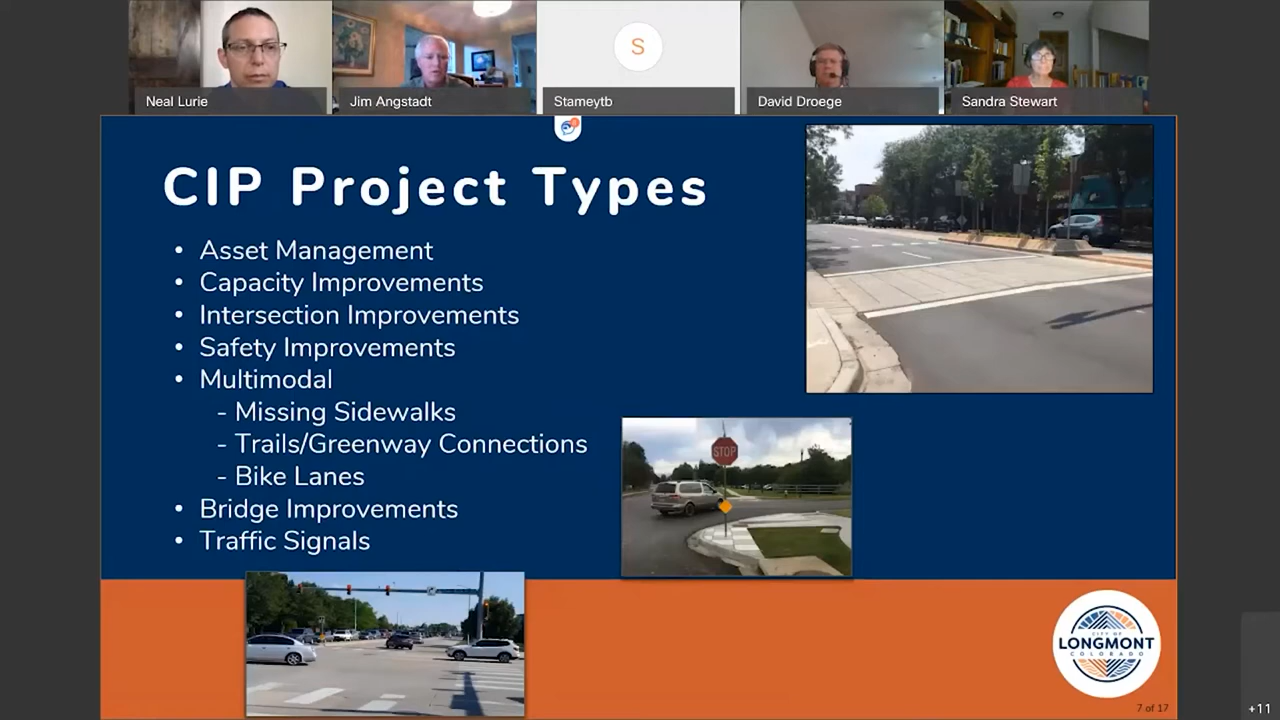 S
Neal Lurie
Jim Angstadt
Stameytb
David Droege
Sandra Stewart
CIP Project Types
• Asset Management
• Capacity Improvements
• Intersection Improvements
• Safety Improvements
• Multimodal
- Missing Sidewalks
- Trails/Greenway Connections
- Bike Lanes
• Bridge Improvements
• Traffic Signals
STOP
CITY OF
LONGMONT
COLORADO
7 of 17
+11